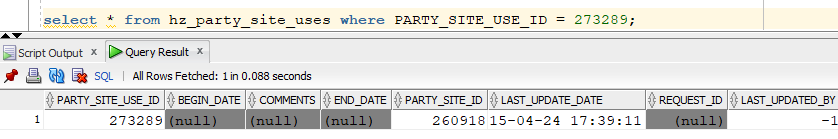 select * from hz_party_site_uses where PARTY_SITE_USE_ID = 273289;
Script Output x Query Result x
SQL | All Rows Fetched: 1 in 0.088 seconds
PARTY_SITE_USE_ID BEGIN_DATE COMMENTS END_DATE PARTY_SITE_ID LAST_UPDATE_DATE REQUEST_ID LAST_UPDATED_BY
1 273289 (null) (null) (null) 260918 15-04-24 17:39:11 (null) -1